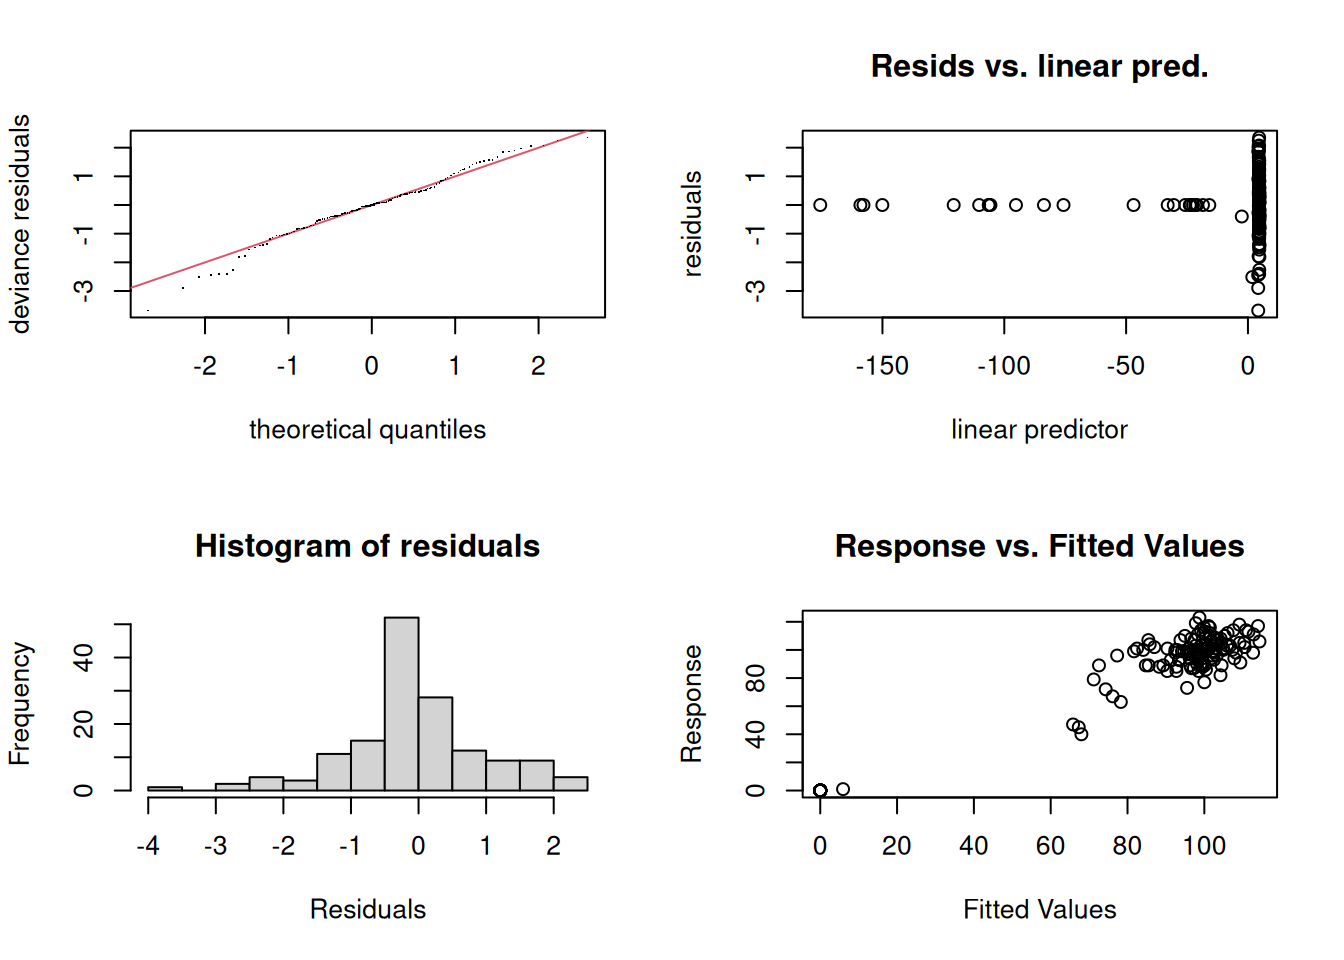 deviance residuals
1
-1
-3
-2 -1 0 1 2
theoretical quantiles
Resids vs. linear pred.
residuals
1
-1
-3
-150 -100 -50 0
linear predictor
Histogram of residuals
Frequency
40
20
0
-4 -3 -2 -1 0 1 2
Residuals
Response vs. Fitted Values
Response
80
40
0
0 20 40 60 80 100
Fitted Values